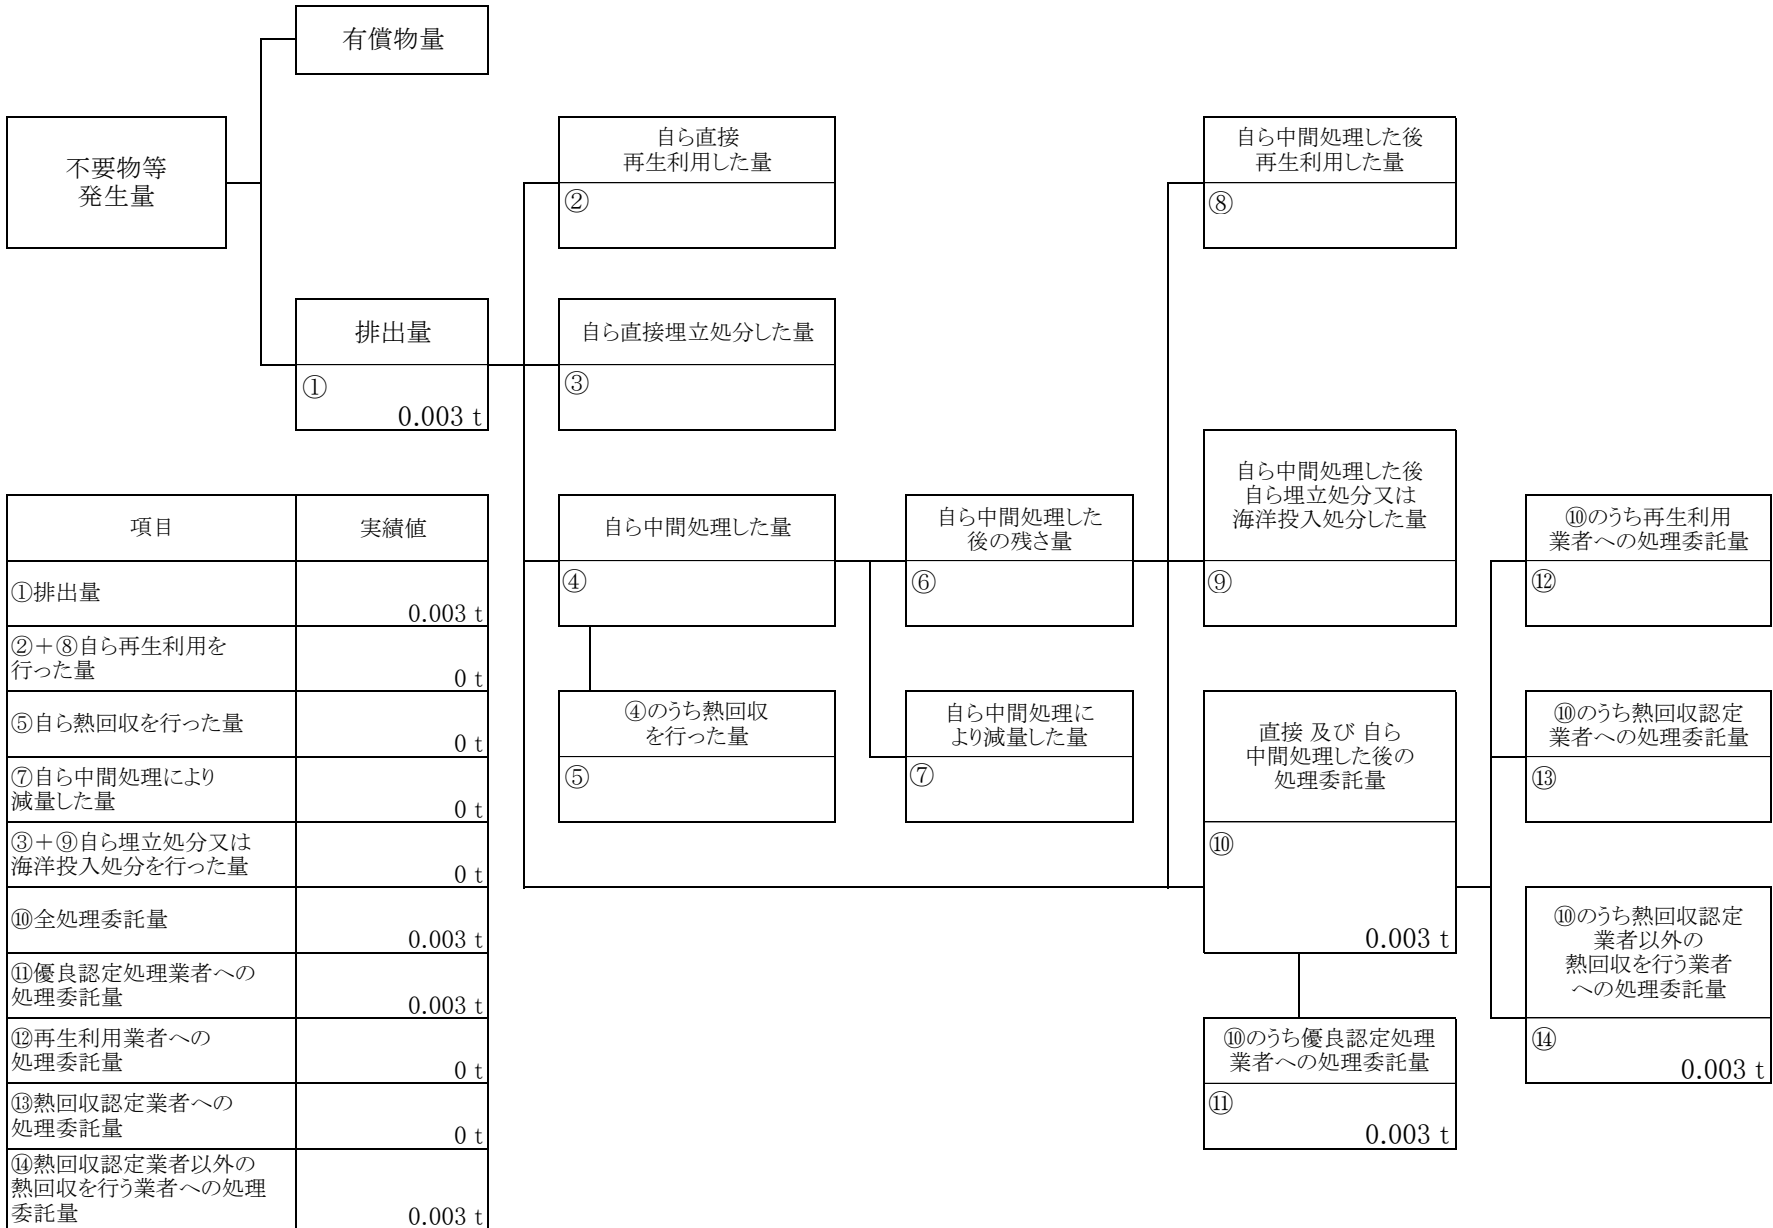 有償物量
不要物等
発生量
自ら直接
再生利用した量
②
自ら中間処理した後
再生利用した量
⑧
排出量
①
0.003 t
自ら直接埋立処分した量
③
自ら中間処理した量
④
自ら中間処理した
後の残さ量
⑥
自ら中間処理した後
自ら埋立処分又は
海洋投入処分した量
⑨
⑩のうち再生利用
業者への処理委託量
⑫
④のうち熱回収
を行った量
⑤
自ら中間処理に
より減量した量
⑦
直接 及び 自ら
中間処理した後の
処理委託量
⑩
0.003 t
⑩のうち熱回収認定
業者への処理委託量
⑬
⑩のうち熱回収認定
業者以外の
熱回収を行う業者
への処理委託量
⑭
0.003 t
⑩のうち優良認定処理
業者への処理委託量
⑪
0.003 t
項目
実績値
①排出量
0.003 t
②＋⑧自ら再生利用を
行った量
0 t
⑤自ら熱回収を行った量
0 t
⑦自ら中間処理により
減量した量
0 t
③＋⑨自ら埋立処分又は
海洋投入処分を行った量
0 t
⑩全処理委託量
0.003 t
⑪優良認定処理業者への
処理委託量
0.003 t
⑫再生利用業者への
処理委託量
0 t
⑬熱回収認定業者への
処理委託量
0 t
⑭熱回収認定業者以外の
熱回収を行う業者への処理
委託量
0.003 t